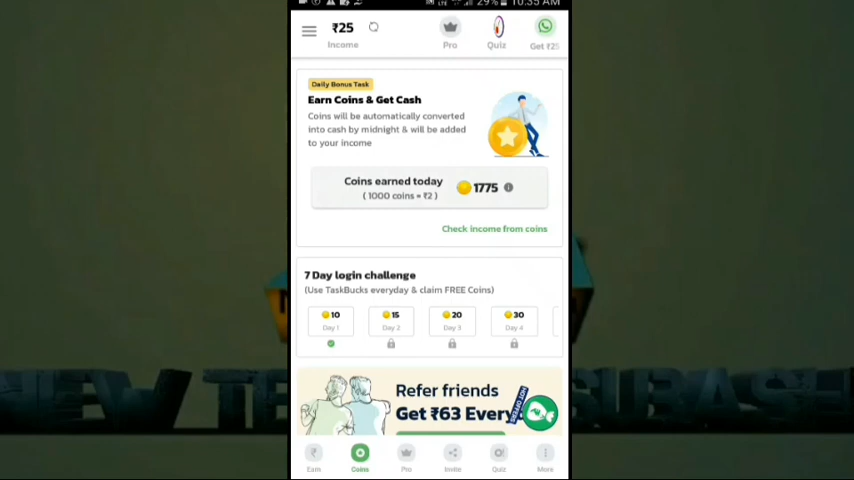 29% 10:35 AM
₹25
Income
Pro
Quiz
Get ₹25
Daily Bonus Task
Earn Coins & Get Cash
Coins will be automatically converted
into cash by midnight & will be added
to your income
Coins earned today
1775
( 1000 coins = ₹2 )
Check income from coins
7 Day login challenge
(Use TaskBucks everyday & claim FREE Coins)
10
15
20
30
Day 1
Day 2
Day 3
Day 4
Refer friends
Get ₹63 Every
HOT OFFERS
Earn
Coins
Pro
Invite
Quiz
More